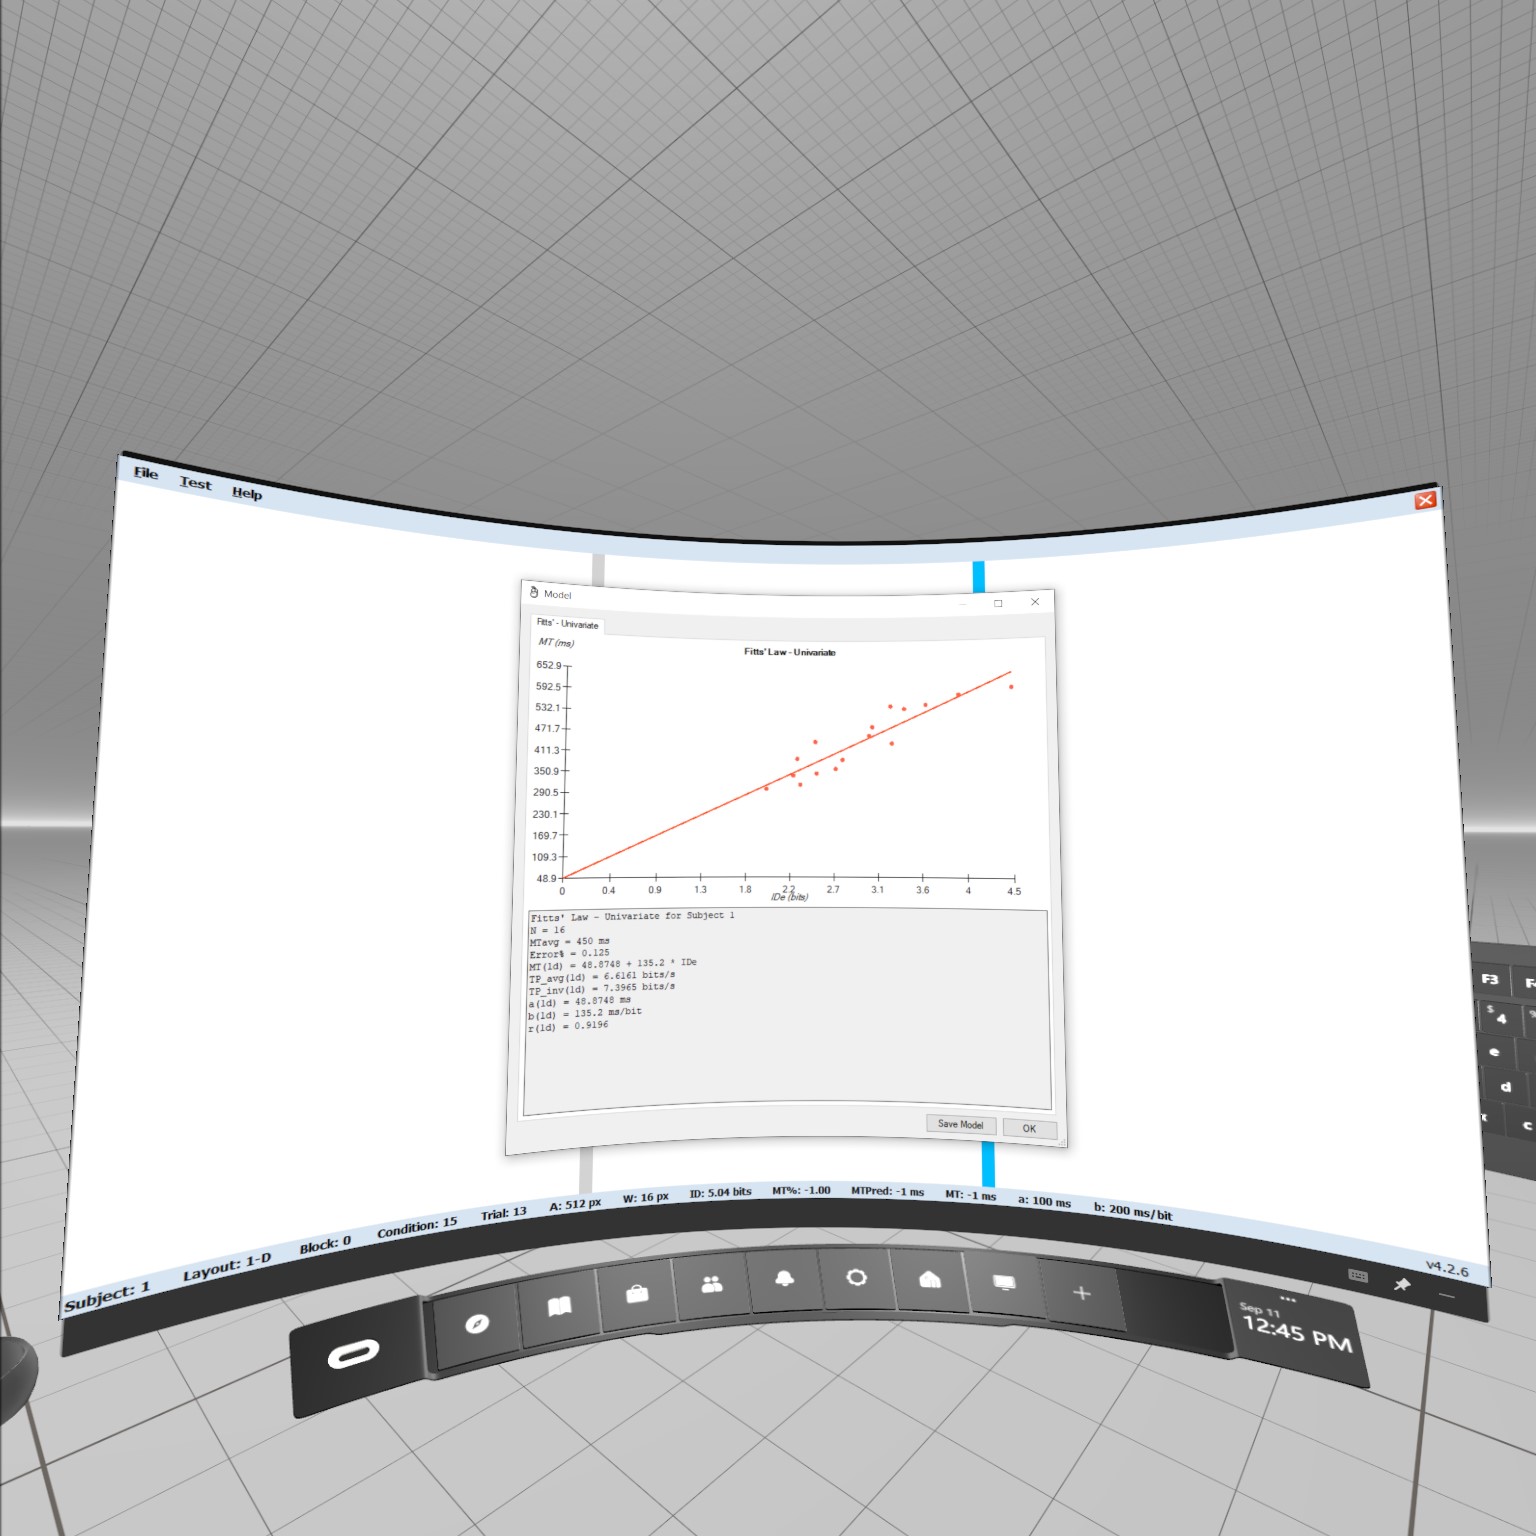 File Test Help
Model
Fitts' - Univariate
MT (ms)
Fitts' Law - Univariate
652.9
592.5
532.1
471.7
411.3
350.9
290.5
230.1
169.7
109.3
48.9
0 0.4 0.9 1.3 1.8 2.2 2.7 3.1 3.6 4 4.5
IDe (bits)
Fitts' Law - Univariate for Subject 1
N = 16
MTavg = 450 ms
Error% = 0.125
MT(1d) = 48.8748 + 135.2 * IDe
TP_avg(1d) = 6.6161 bits/s
TP_inv(1d) = 7.3965 bits/s
a(1d) = 48.8748 ms
b(1d) = 135.2 ms/bit
r(1d) = 0.9196
Save Model OK
Subject: 1 Layout: 1-D Block: 0 Condition: 15 Trial: 13 A: 512 px W: 16 px ID: 5.04 bits MT%: -1.00 MTPred: -1 ms MT: -1 ms a: 100 ms b: 200 ms/bit v4.2.6
Sep 11
12:45 PM
F3
$ 4
e
d
c